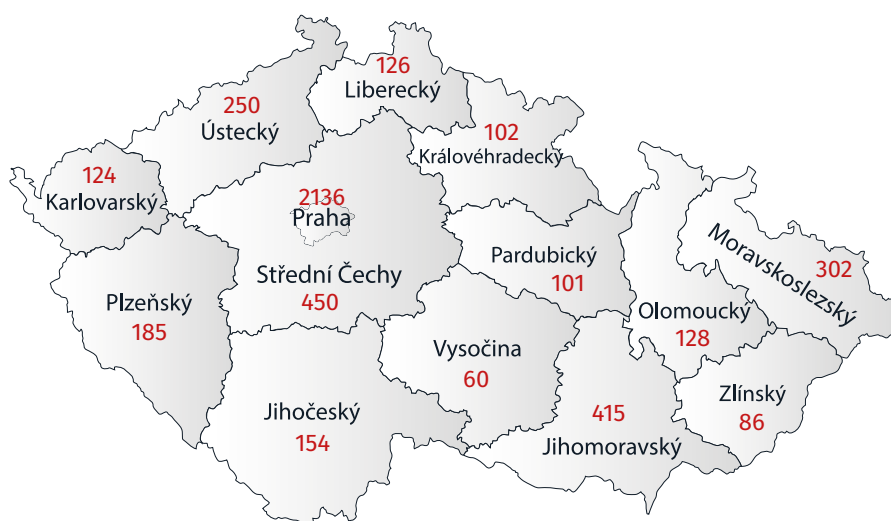 126
Liberecký
250
Ústecký
102
Královéhradecký
124
Karlovarský
2136
Praha
Střední Čechy
450
Pardubický
101
Moravskoslezský
302
Plzeňský
185
Olomoucký
128
Vysočina
60
Zlínský
86
Jihočeský
154
415
Jihomoravský